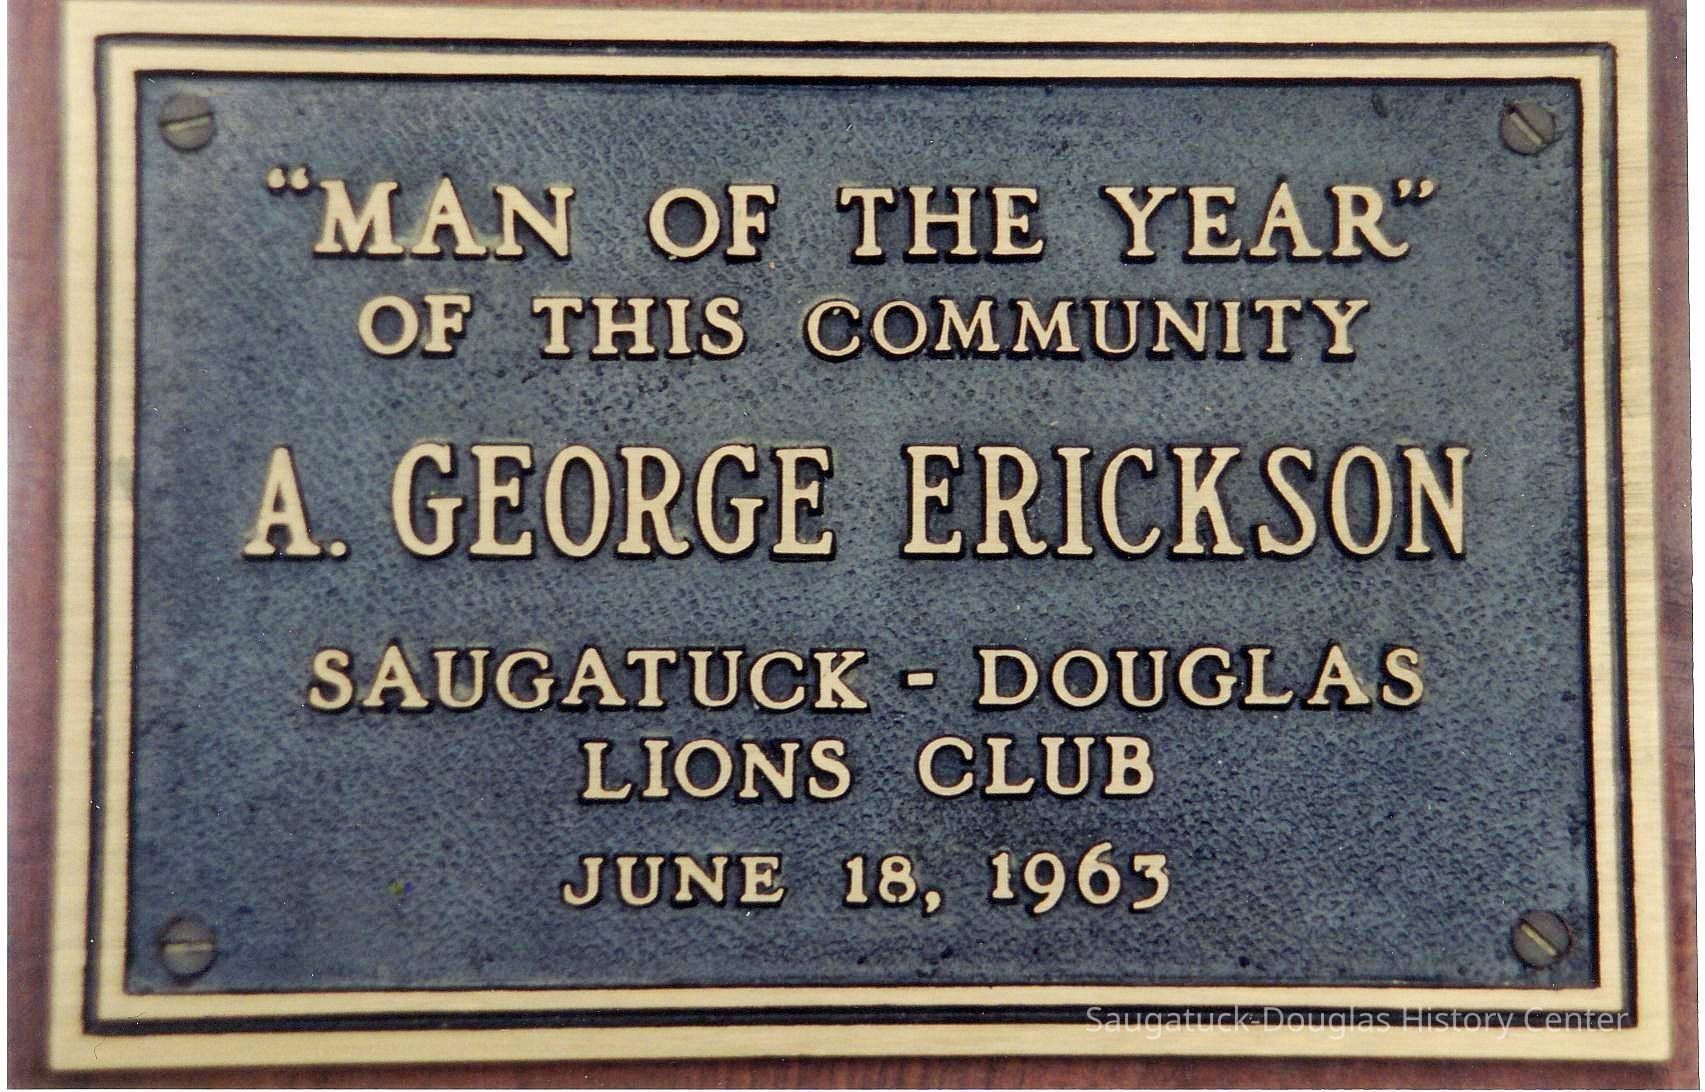 “MAN OF THE YEAR”
OF THIS COMMUNITY
A. GEORGE ERICKSON
SAUGATUCK - DOUGLAS
LIONS CLUB
JUNE 18, 1963
Saugatuck-Douglas History Center